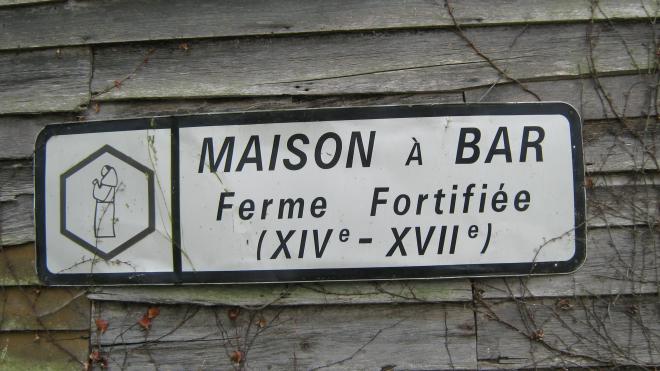 MAISON À BAR
Ferme Fortifiée
(XIVe - XVIIe)